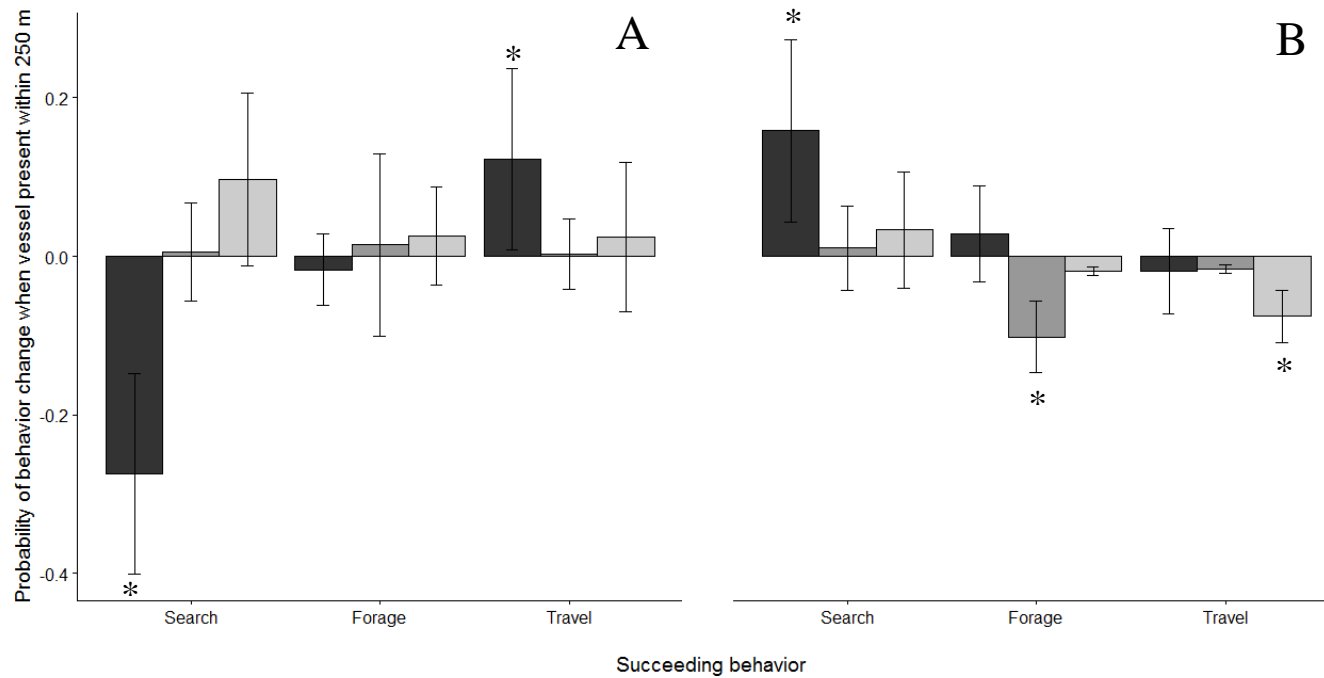 Probability of behavior change when vessel present within 250 m
A
B
*
*
*
*
*
0.2
0.0
-0.2
-0.4
Search Forage Travel
Search Forage Travel
Succeeding behavior